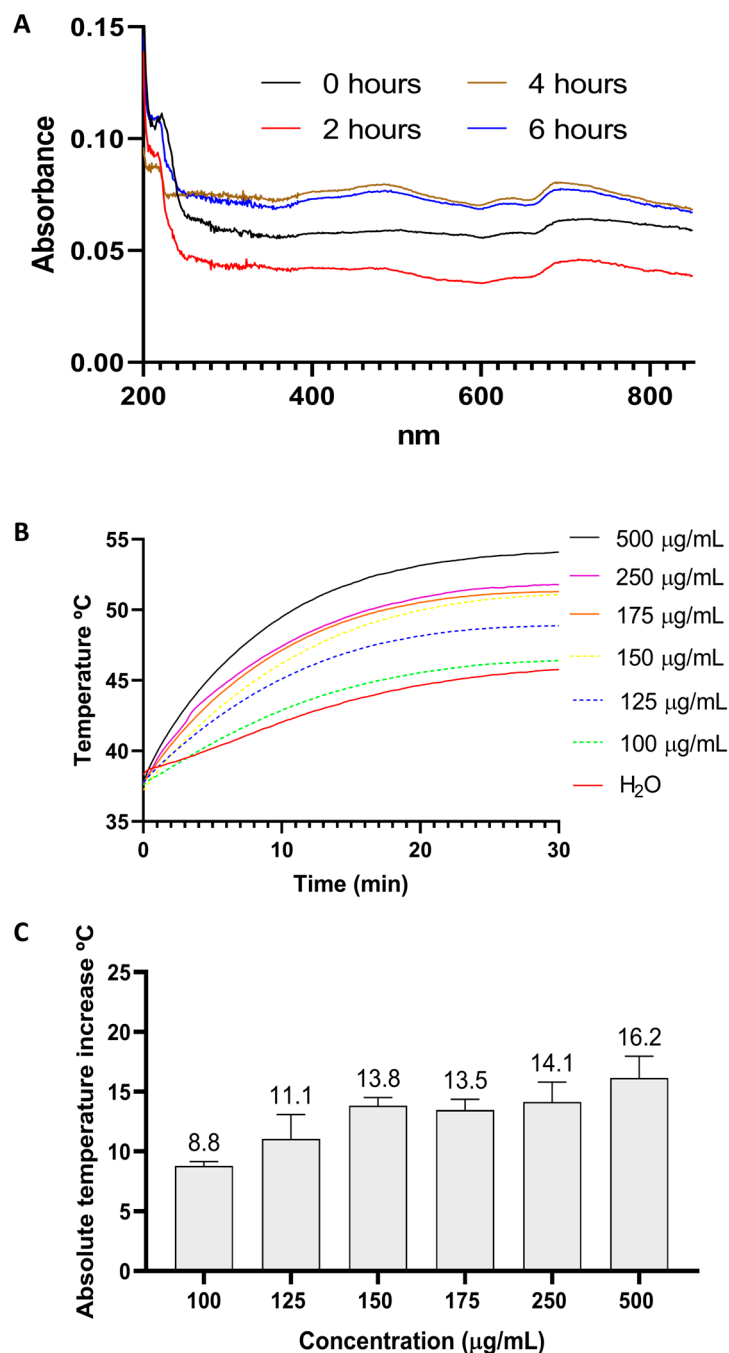 A
0.15
0.10
0.05
0.00
Absorbance
0 hours
4 hours
2 hours
6 hours
200
400
600
800
nm
B
55
50
45
40
35
Temperature ºC
0
10
20
30
Time (min)
500 µg/mL
250 µg/mL
175 µg/mL
150 µg/mL
125 µg/mL
100 µg/mL
H₂O
C
Absolute temperature increase ºC
25
20
15
10
5
0
8.8
11.1
13.8
13.5
14.1
16.2
100
125
150
175
250
500
Concentration (µg/mL)